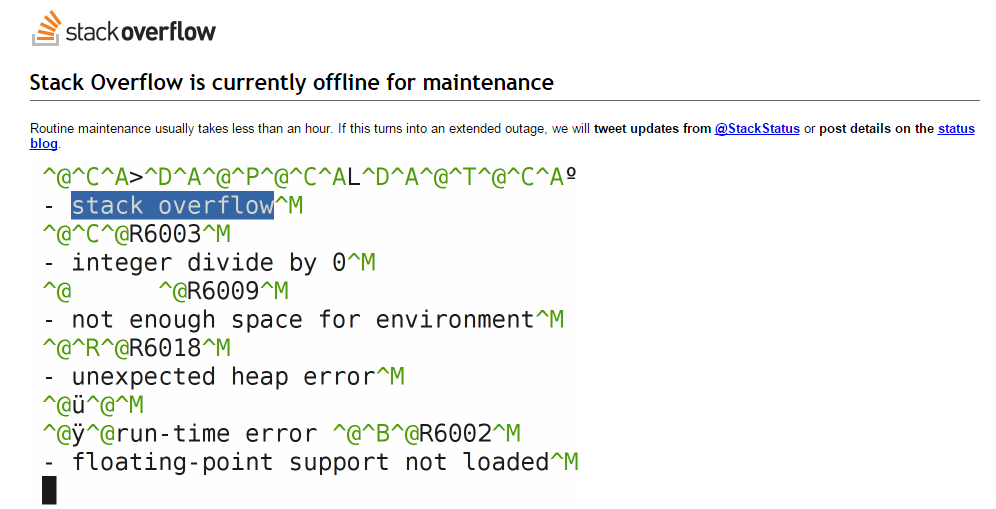 stackoverflow
Stack Overflow is currently offline for maintenance
Routine maintenance usually takes less than an hour. If this turns into an extended outage, we will tweet updates from @StackStatus or post details on the status
blog.
^@^C^A>^D^A^@^P^@^C^AL^D^A^@^T^@^C^Aº
- stack overflow^M
^@^C^@R6003^M
- integer divide by 0^M
^@      ^@R6009^M
- not enough space for environment^M
^@^R^@R6018^M
- unexpected heap error^M
^@ü^@^M
^@ÿ^@run-time error ^@^B^@R6002^M
- floating-point support not loaded^M